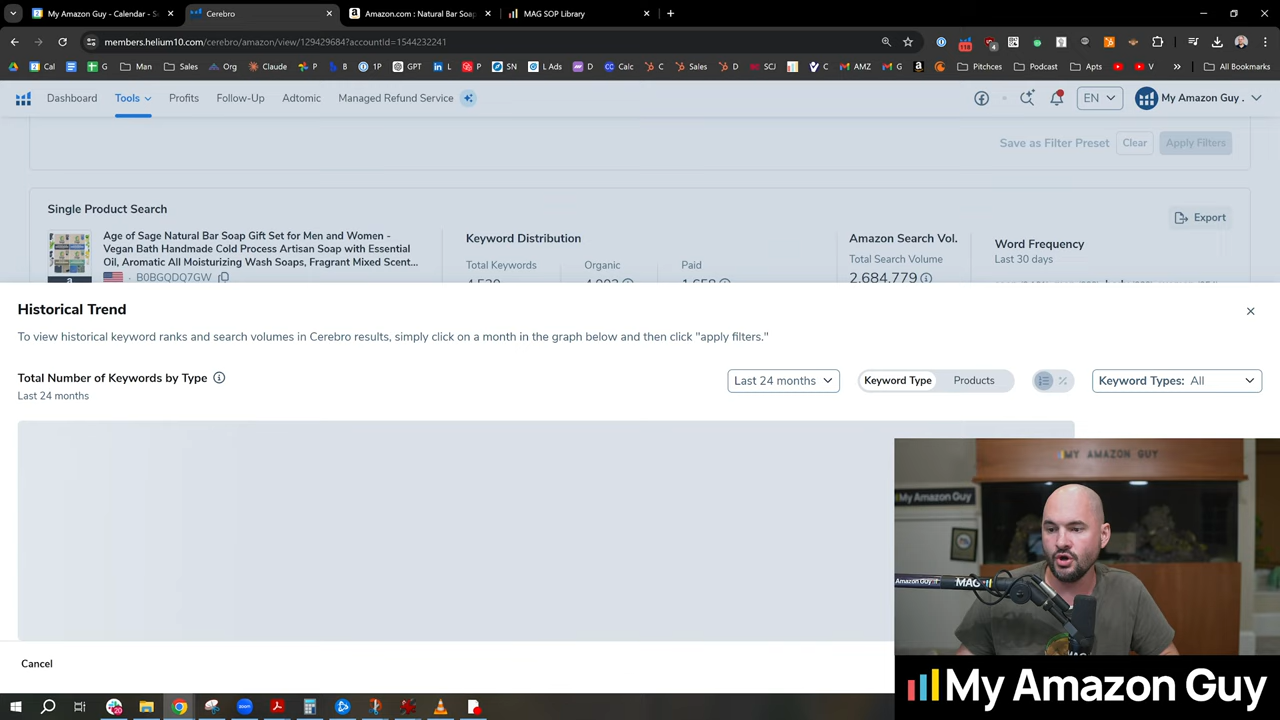 My Amazon Guy - Calendar - S
Cerebro
Amazon.com : Natural Bar Soap
MAG SOP Library
members.helium10.com/cerebro/amazon/view/129429684?accountId=1544232241
Cal
G
Man
Sales
Org
Claude
P
B
1P
GPT
L
P
SN
L Ads
D
Calc
C
Sales
D
SCJ
V
C
AMZ
G
Pitches
Podcast
Apts
V
All Bookmarks
Dashboard
Tools
Profits
Follow-Up
Adtomic
Managed Refund Service
EN
My Amazon Guy .
Save as Filter Preset
Clear
Apply Filters
Single Product Search
Export
Age of Sage Natural Bar Soap Gift Set for Men and Women -
Vegan Bath Handmade Cold Process Artisan Soap with Essential
Oil, Aromatic All Moisturizing Wash Soaps, Fragrant Mixed Scent...
B0BGQDQ7GW
Keyword Distribution
Total Keywords
Organic
Paid
Amazon Search Vol.
Total Search Volume
2,684,779
Word Frequency
Last 30 days
Historical Trend
To view historical keyword ranks and search volumes in Cerebro results, simply click on a month in the graph below and then click "apply filters."
Total Number of Keywords by Type
Last 24 months
Last 24 months
Keyword Type
Products
Keyword Types: All
MY AMAZON GUY
My Amazon Guy
Amazon Guy
MAG
Cancel
My Amazon Guy